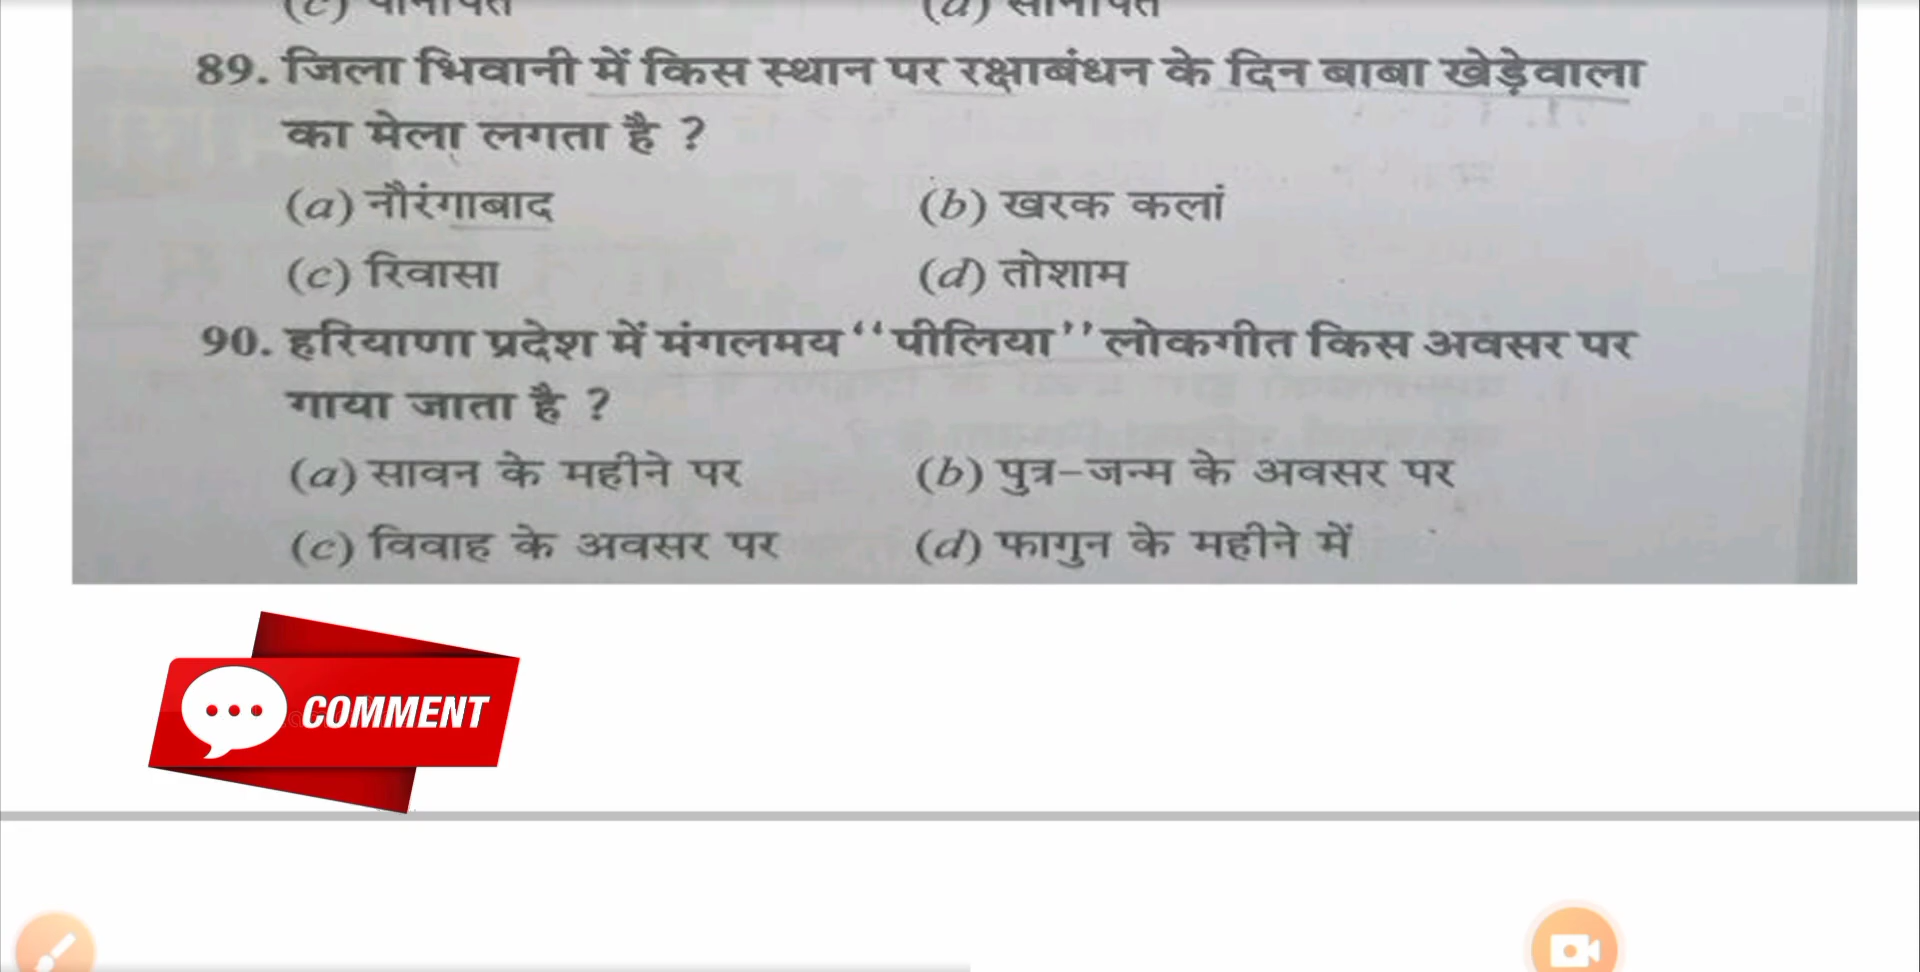 89. जिला भिवानी में किस स्थान पर रक्षाबंधन के दिन बाबा खेड़ेवाला
का मेला लगता है ?
(a) नौरंगाबाद (b) खरक कलां
(c) रिवासा (d) तोशाम
90. हरियाणा प्रदेश में मंगलमय ‘‘पीलिया’’ लोकगीत किस अवसर पर
गाया जाता है ?
(a) सावन के महीने पर (b) पुत्र-जन्म के अवसर पर
(c) विवाह के अवसर पर (d) फागुन के महीने में
COMMENT